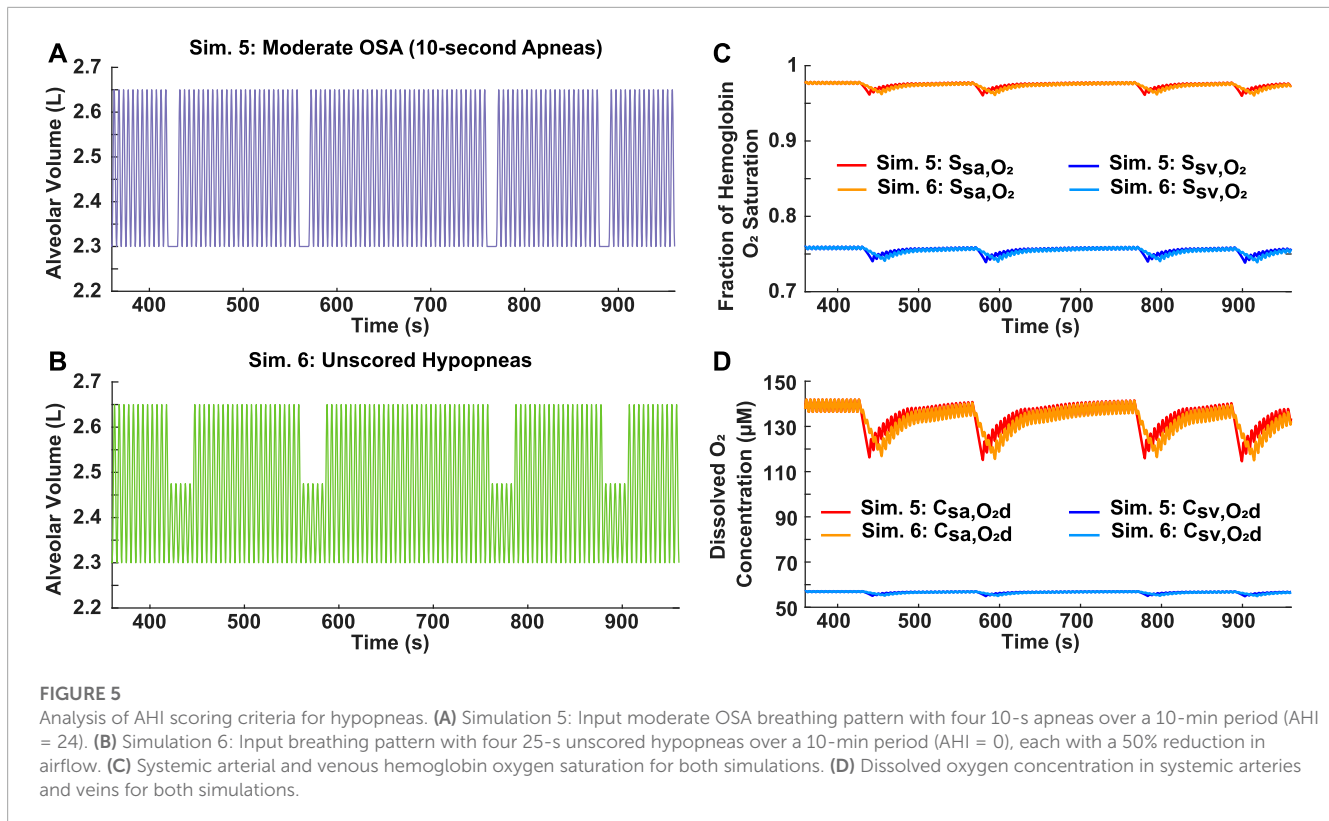 A
Sim. 5: Moderate OSA (10-second Apneas)
Alveolar Volume (L)
2.7
2.6
2.5
2.4
2.3
2.2
400 500 600 700 800 900
Time (s)
B
Sim. 6: Unscored Hypopneas
Alveolar Volume (L)
2.7
2.6
2.5
2.4
2.3
2.2
400 500 600 700 800 900
Time (s)
C
Fraction of Hemoglobin
O₂ Saturation
1
0.9
0.8
0.7
Sim. 5: Ssa,O₂ Sim. 5: Ssv,O₂
Sim. 6: Ssa,O₂ Sim. 6: Ssv,O₂
400 500 600 700 800 900
Time (s)
D
Dissolved O₂
Concentration (µM)
150
130
110
90
70
50
Sim. 5: Csa,O₂d Sim. 5: Csv,O₂d
Sim. 6: Csa,O₂d Sim. 6: Csv,O₂d
400 500 600 700 800 900
Time (s)
FIGURE 5
Analysis of AHI scoring criteria for hypopneas. (A) Simulation 5: Input moderate OSA breathing pattern with four 10-s apneas over a 10-min period (AHI
= 24). (B) Simulation 6: Input breathing pattern with four 25-s unscored hypopneas over a 10-min period (AHI = 0), each with a 50% reduction in
airflow. (C) Systemic arterial and venous hemoglobin oxygen saturation for both simulations. (D) Dissolved oxygen concentration in systemic arteries
and veins for both simulations.